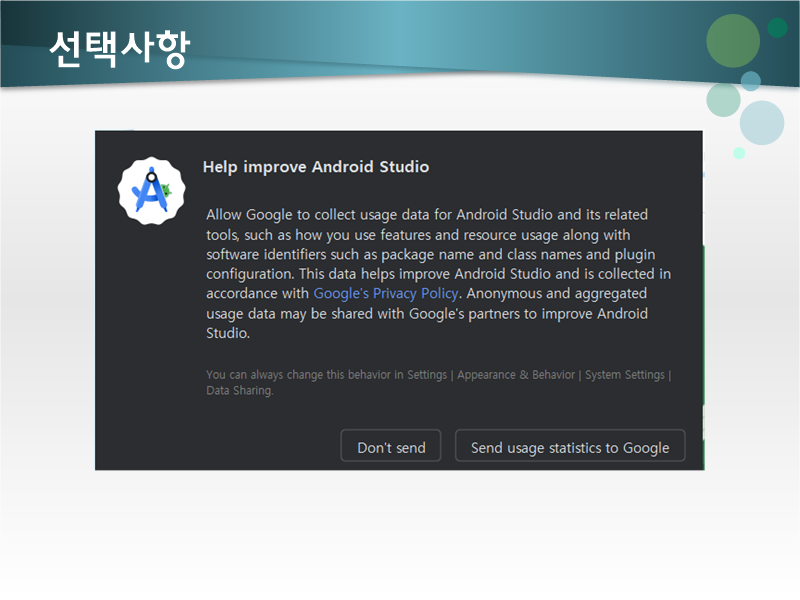 선택사항
Help improve Android Studio
Allow Google to collect usage data for Android Studio and its related
tools, such as how you use features and resource usage along with
software identifiers such as package name and class names and plugin
configuration. This data helps improve Android Studio and is collected in
accordance with Google's Privacy Policy. Anonymous and aggregated
usage data may be shared with Google's partners to improve Android
Studio.
You can always change this behavior in Settings | Appearance & Behavior | System Settings |
Data Sharing.
Don't send
Send usage statistics to Google